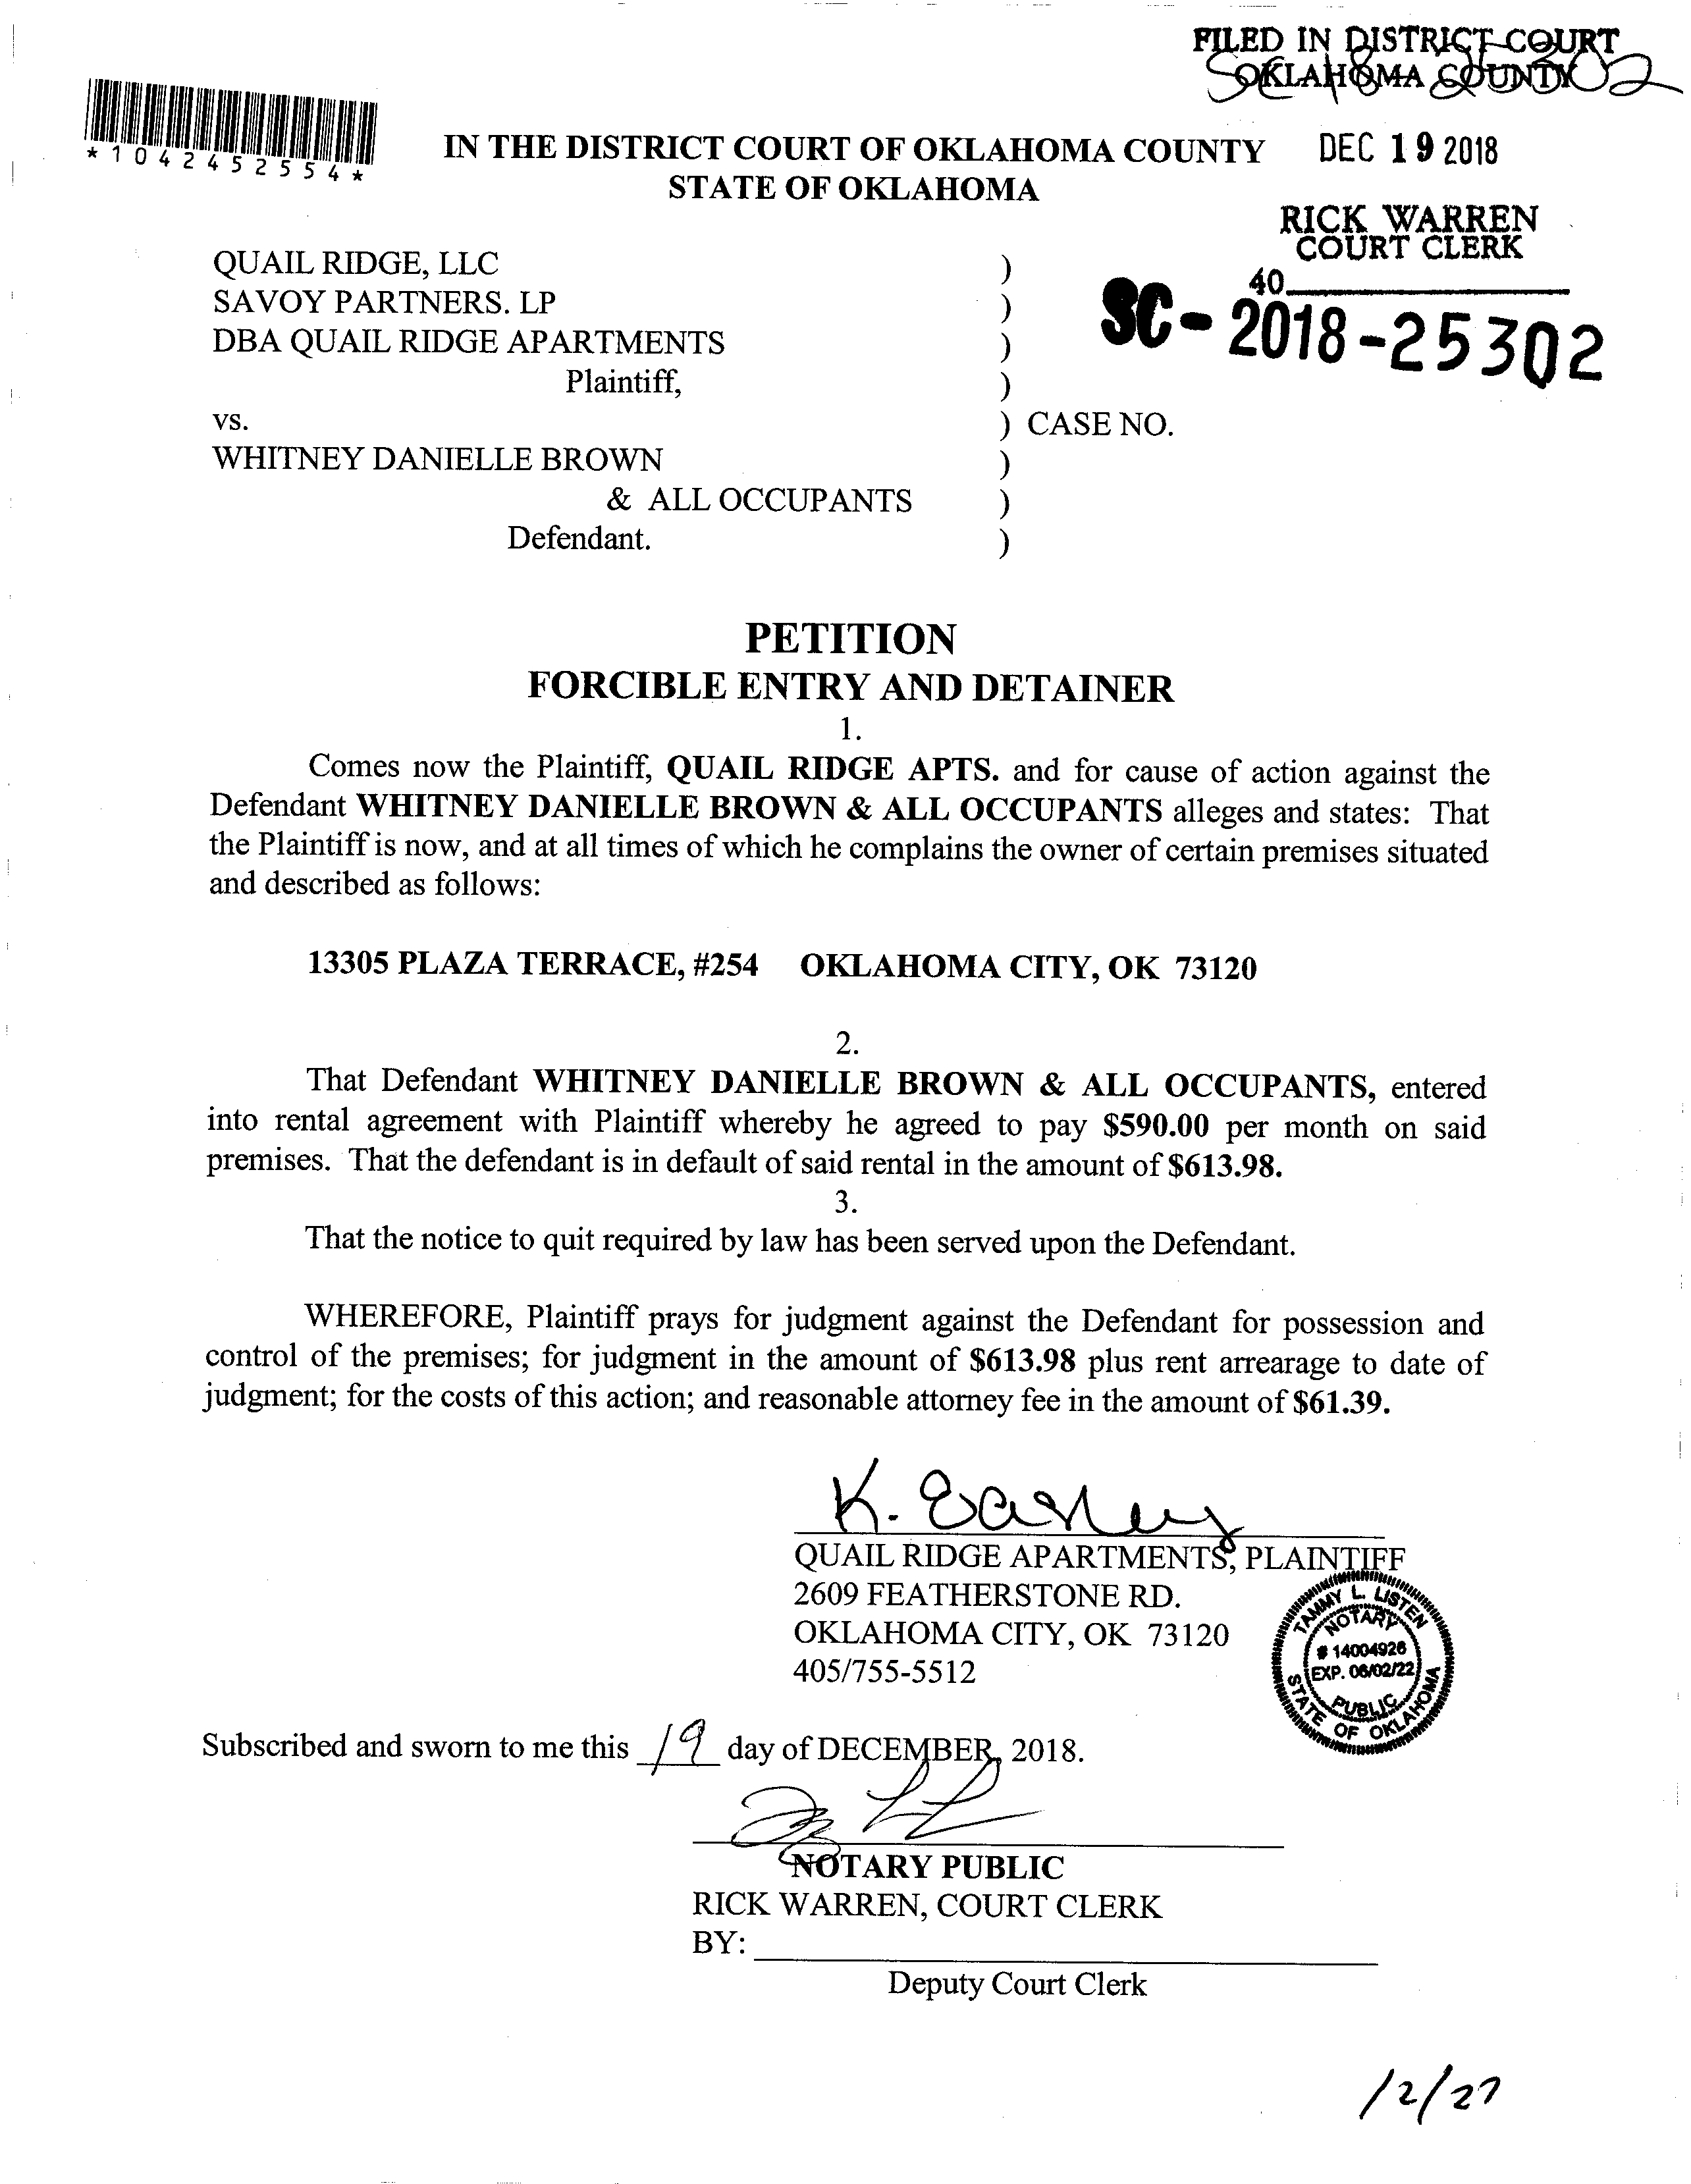 FILED IN DISTRICT COURT
OKLAHOMA COUNTY
SC 18 25302
*1042452554*
IN THE DISTRICT COURT OF OKLAHOMA COUNTY
STATE OF OKLAHOMA
DEC 19 2018
RICK WARREN
COURT CLERK
40
SC-2018-25302
QUAIL RIDGE, LLC )
SAVOY PARTNERS. LP )
DBA QUAIL RIDGE APARTMENTS )
Plaintiff, )
vs. ) CASE NO.
WHITNEY DANIELLE BROWN )
& ALL OCCUPANTS )
Defendant. )
PETITION
FORCIBLE ENTRY AND DETAINER
1.
Comes now the Plaintiff, QUAIL RIDGE APTS. and for cause of action against the
Defendant WHITNEY DANIELLE BROWN & ALL OCCUPANTS alleges and states: That
the Plaintiff is now, and at all times of which he complains the owner of certain premises situated
and described as follows:
13305 PLAZA TERRACE, #254 OKLAHOMA CITY, OK 73120
2.
That Defendant WHITNEY DANIELLE BROWN & ALL OCCUPANTS, entered
into rental agreement with Plaintiff whereby he agreed to pay $590.00 per month on said
premises. That the defendant is in default of said rental in the amount of $613.98.
3.
That the notice to quit required by law has been served upon the Defendant.
WHEREFORE, Plaintiff prays for judgment against the Defendant for possession and
control of the premises; for judgment in the amount of $613.98 plus rent arrearage to date of
judgment; for the costs of this action; and reasonable attorney fee in the amount of $61.39.
K. Easley
QUAIL RIDGE APARTMENTS, PLAINTIFF
2609 FEATHERSTONE RD.
OKLAHOMA CITY, OK 73120
405/755-5512
TAMMY L. LISTEN
NOTARY
# 14004926
EXP. 06/02/22
PUBLIC
STATE OF OKLAHOMA
Subscribed and sworn to me this 19 day of DECEMBER, 2018.
NOTARY PUBLIC
RICK WARREN, COURT CLERK
BY:
Deputy Court Clerk
12/27